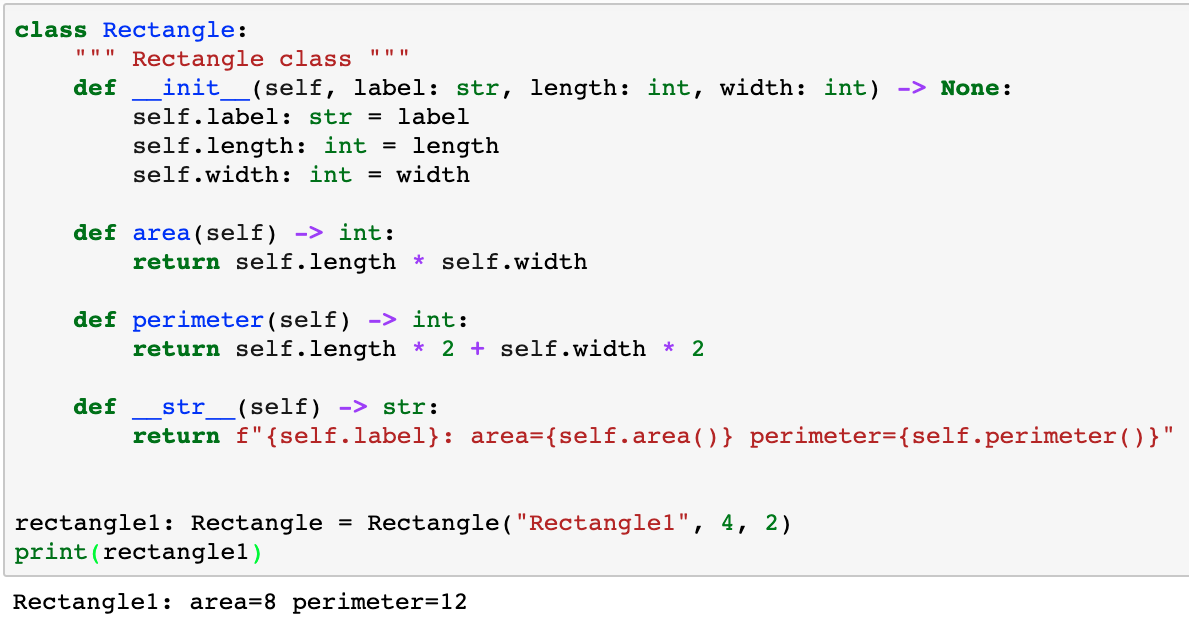 class Rectangle:
    """ Rectangle class """
    def __init__(self, label: str, length: int, width: int) -> None:
        self.label: str = label
        self.length: int = length
        self.width: int = width

    def area(self) -> int:
        return self.length * self.width

    def perimeter(self) -> int:
        return self.length * 2 + self.width * 2

    def __str__(self) -> str:
        return f"{self.label}: area={self.area()} perimeter={self.perimeter()}"


rectangle1: Rectangle = Rectangle("Rectangle1", 4, 2)
print(rectangle1)
Rectangle1: area=8 perimeter=12